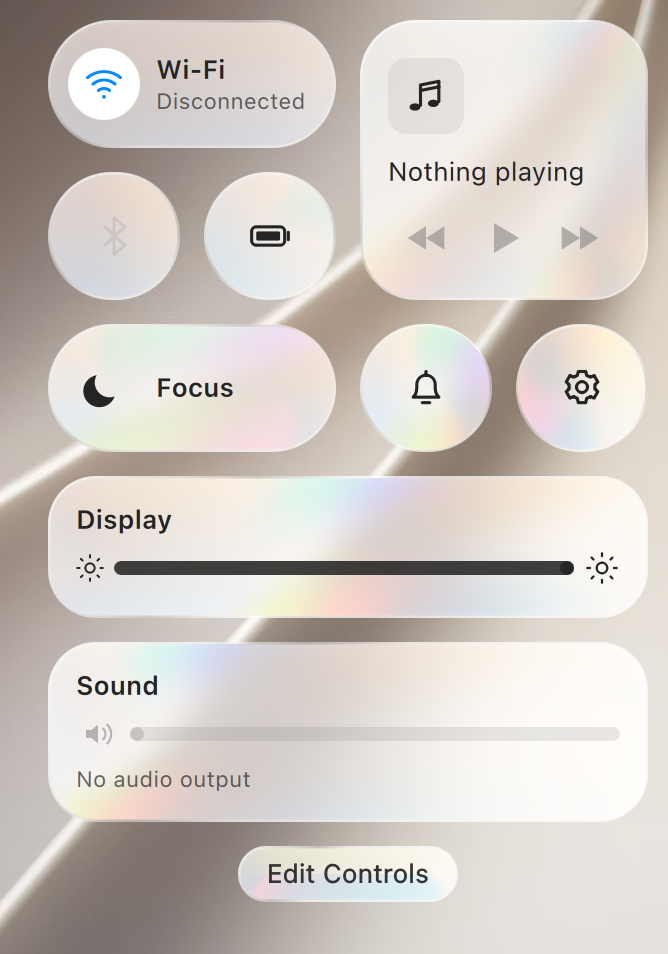 Wi-Fi
Disconnected
Nothing playing
Focus
Display
Sound
No audio output
Edit Controls